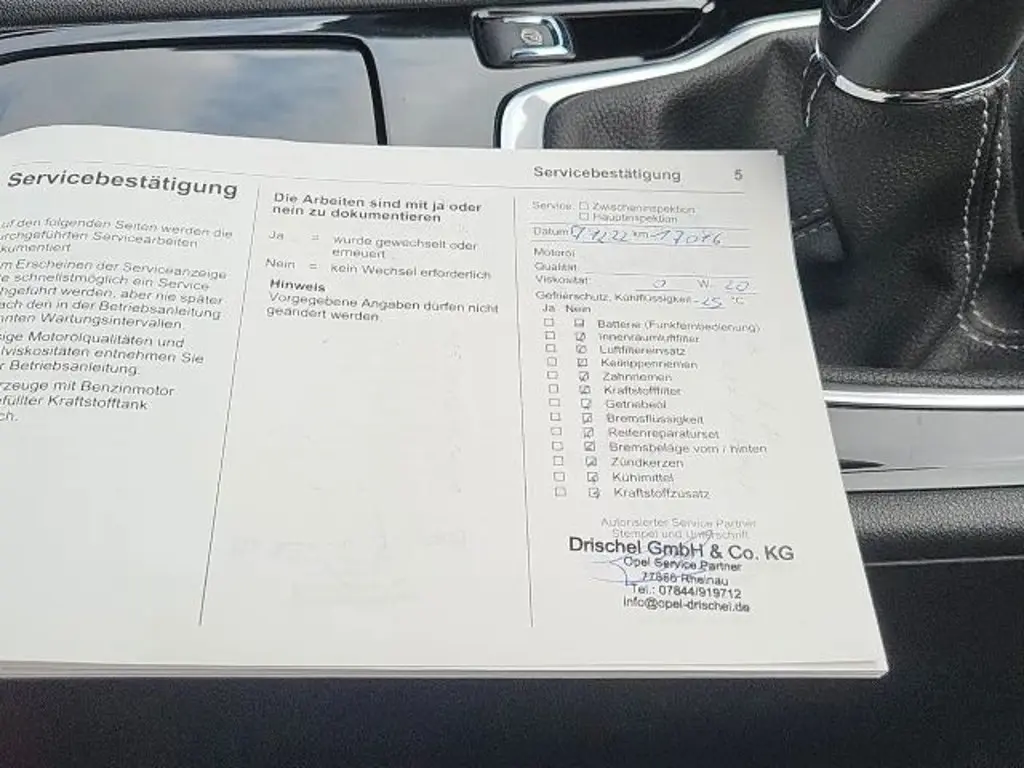 Servicebestätigung
uf den folgenden Seiten werden die
urchgeführten Servicearbeiten
kumentiert
m Erscheinen der Serviceanzeige
e schnellstmöglich ein Service
hgeführt werden, aber nie später
ach den in der Betriebsanleitung
nnten Wartungsintervallen.
sige Motorölqualitäten und
lviskositäten entnehmen Sie
r Betriebsanleitung.
rzeuge mit Benzinmotor
efüllter Kraftstofftank
ch.
Die Arbeiten sind mit ja oder
nein zu dokumentieren
Ja = wurde gewechselt oder
erneuert
Nein = kein Wechsel erforderlich
Hinweis
Vorgegebene Angaben dürfen nicht
geändert werden.
Servicebestätigung 5
Service: Zwischeninspektion
Hauptinspektion
Datum km
Motoröl
Qualität:
Viskosität: 0 W 20
Gefrierschutz, Kühlflüssigkeit -25 °C
Ja Nein
Batterie (Funkfernbedienung)
Innenraumluftfilter
Luftfiltereinsatz
Keilrippenriemen
Zahnriemen
Kraftstofffilter
Getriebeöl
Bremsflüssigkeit
Reifenreparaturset
Bremsbeläge vorn / hinten
Zündkerzen
Kühlmittel
Kraftstoffzusatz
Autorisierter Service Partner
Stempel und Unterschrift
Drischel GmbH & Co. KG
Opel Service Partner
77866 Rheinau
Tel.: 07844/919712
info@opel-drischel.de